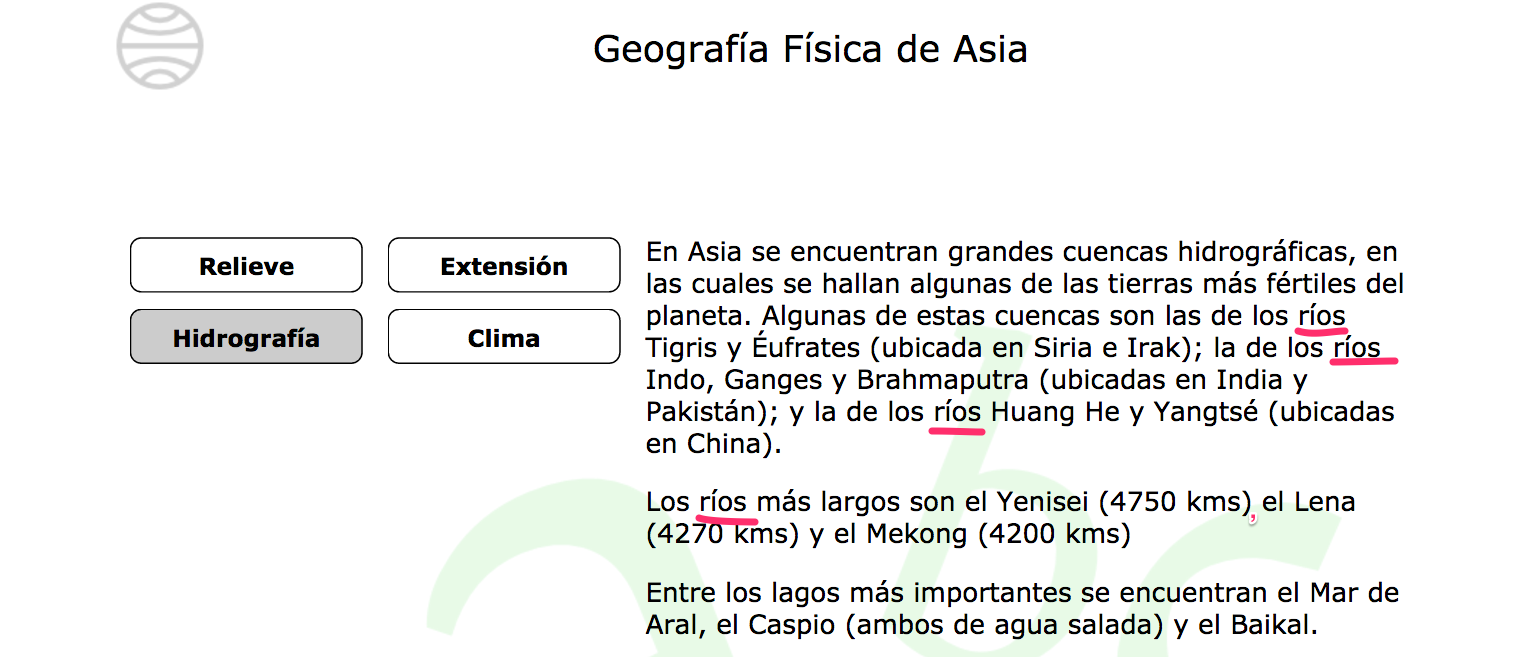 Geografía Física de Asia
Relieve
Extensión
Hidrografía
Clima
En Asia se encuentran grandes cuencas hidrográficas, en
las cuales se hallan algunas de las tierras más fértiles del
planeta. Algunas de estas cuencas son las de los ríos
Tigris y Éufrates (ubicada en Siria e Irak); la de los ríos
Indo, Ganges y Brahmaputra (ubicadas en India y
Pakistán); y la de los ríos Huang He y Yangtsé (ubicadas
en China).
Los ríos más largos son el Yenisei (4750 kms), el Lena
(4270 kms) y el Mekong (4200 kms)
Entre los lagos más importantes se encuentran el Mar de
Aral, el Caspio (ambos de agua salada) y el Baikal.